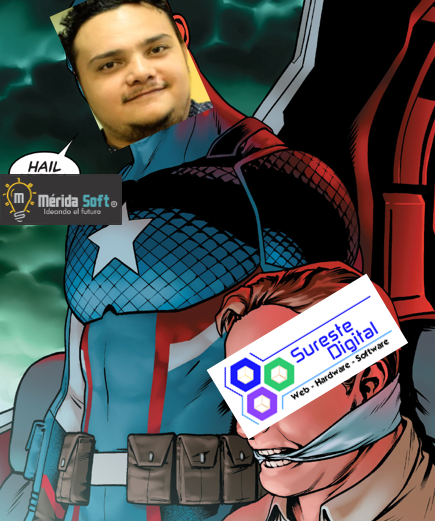 HAIL
m
Mérida Soft®
Ideando el futuro
Sureste
Digital
Web - Hardware - Software